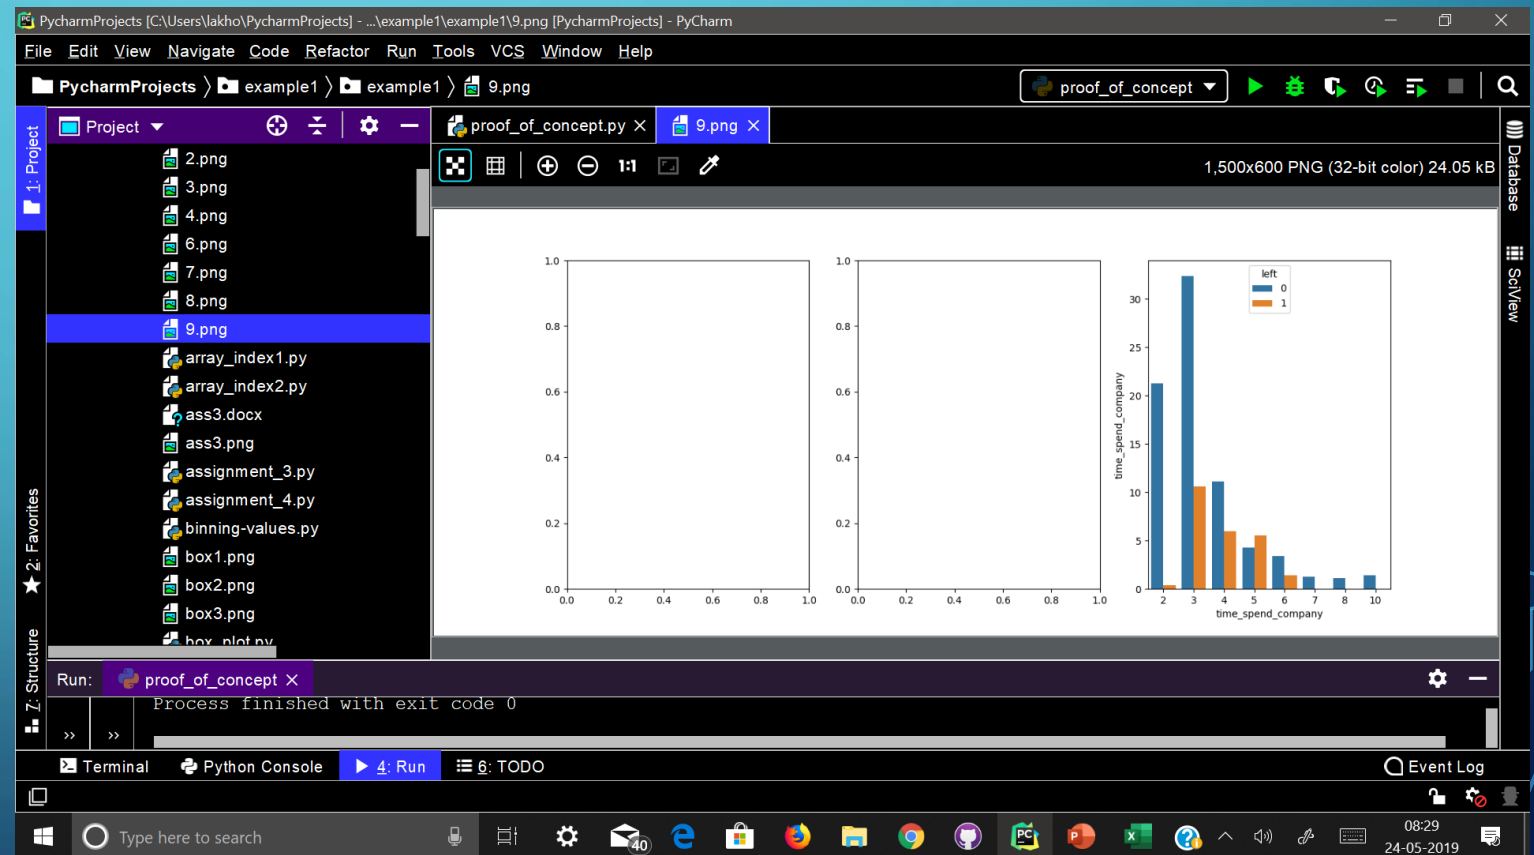 PycharmProjects [C:\Users\lakho\PycharmProjects] - ...\example1\example1\9.png [PycharmProjects] - PyCharm
File Edit View Navigate Code Refactor Run Tools VCS Window Help
PycharmProjects example1 example1 9.png proof_of_concept
1: Project
Project
proof_of_concept.py
9.png
1:1
1,500x600 PNG (32-bit color) 24.05 kB
2.png
3.png
4.png
6.png
7.png
8.png
9.png
array_index1.py
array_index2.py
ass3.docx
ass3.png
assignment_3.py
assignment_4.py
binning-values.py
box1.png
box2.png
box3.png
box_plot.py
1.0
0.8
0.6
0.4
0.2
0.0
0.0 0.2 0.4 0.6 0.8 1.0
1.0
0.8
0.6
0.4
0.2
0.0
0.0 0.2 0.4 0.6 0.8 1.0
left
0
1
30
25
20
15
10
5
0
time_spend_company
2 3 4 5 6 7 8 10
time_spend_company
Database
SciView
2: Favorites
7: Structure
Run: proof_of_concept
Process finished with exit code 0
Terminal Python Console 4: Run 6: TODO Event Log
Type here to search
40
08:29
24-05-2019